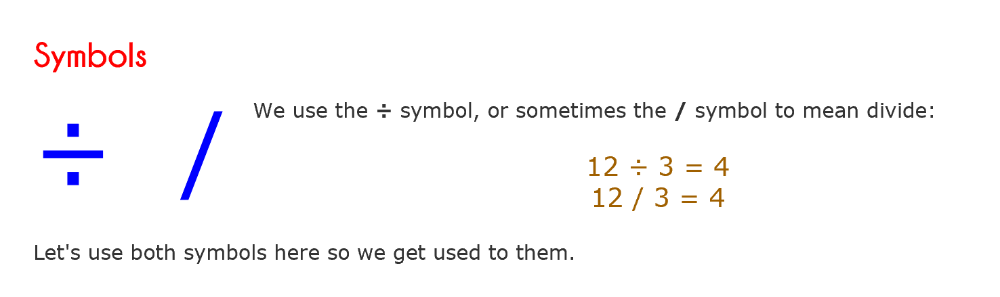 Symbols
÷ /
We use the ÷ symbol, or sometimes the / symbol to mean divide:
12 ÷ 3 = 4
12 / 3 = 4
Let's use both symbols here so we get used to them.